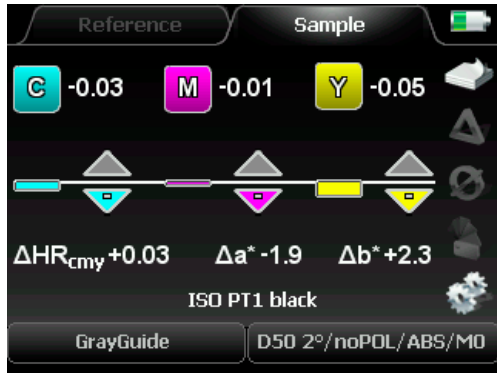 Reference Sample
C -0.03 M -0.01 Y -0.05
ΔHRcmy +0.03 Δa* -1.9 Δb* +2.3
ISO PT1 black
GrayGuide D50 2°/noPOL/ABS/M0